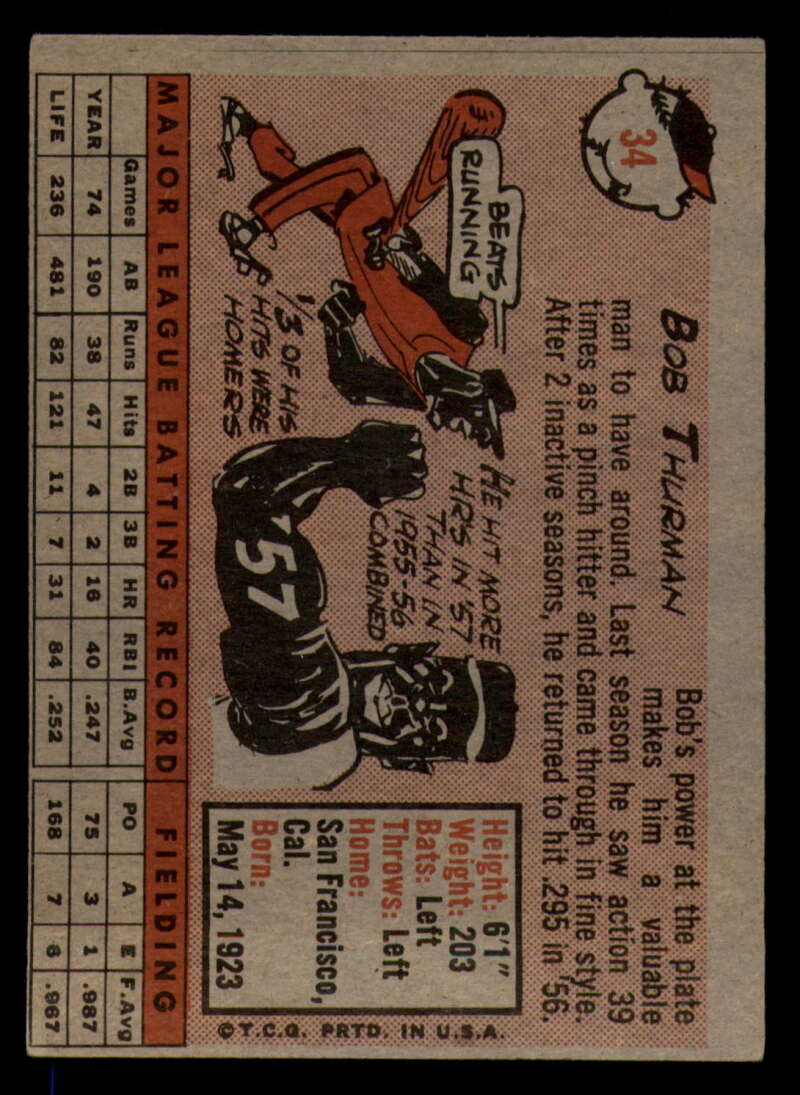 34
BOB THURMAN
Bob's power at the plate
makes him a valuable
man to have around. Last season he saw action 39
times as a pinch hitter and came through in fine style.
After 2 inactive seasons, he returned to hit .295 in '56.
BEATS
RUNNING
1/3 OF HIS
HITS WERE
HOMERS
HE HIT MORE
HR'S IN '57
THAN IN
1955-56
COMBINED
57
Height: 6'1"
Weight: 203
Bats: Left
Throws: Left
Home:
San Francisco,
Cal.
Born:
May 14, 1923
©T.C.G. PRTD. IN U.S.A.
MAJOR LEAGUE BATTING RECORD FIELDING
Games AB Runs Hits 2B 3B HR RBI B.Avg PO A E F.Avg
YEAR 74 190 38 47 4 2 16 40 .247 75 3 1 .987
LIFE 236 481 82 121 11 7 31 84 .252 168 7 6 .967